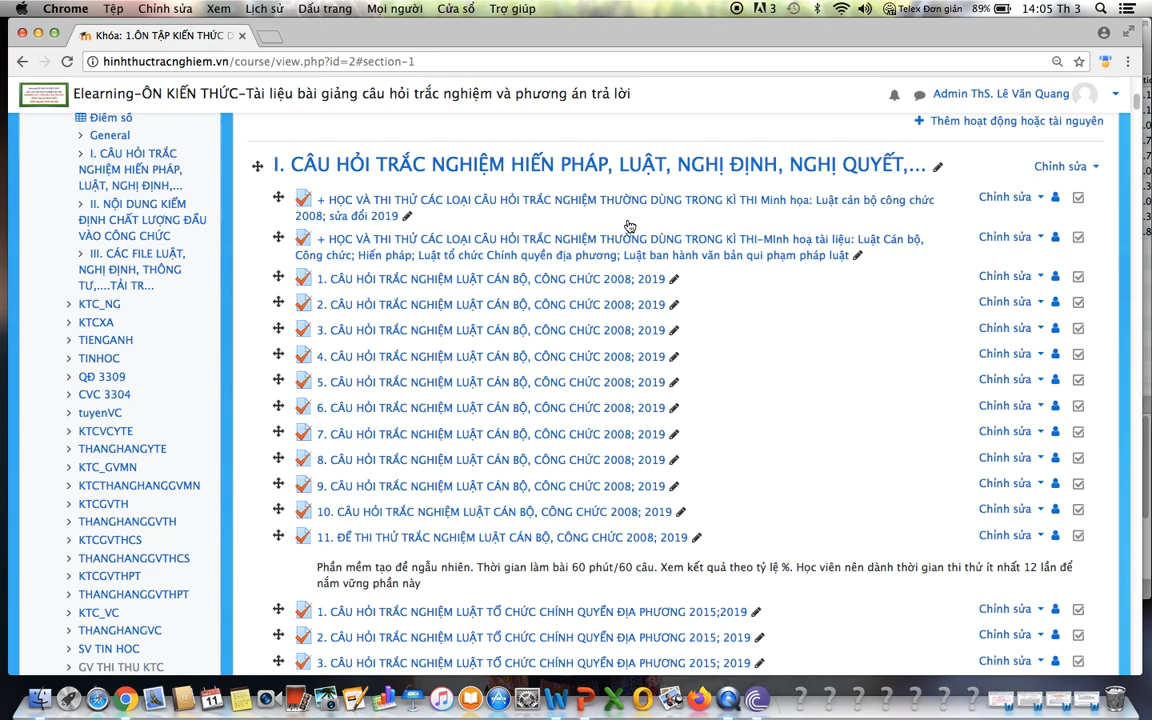 Chrome Tệp Chỉnh sửa Xem Lịch sử Dấu trang Mọi người Cửa sổ Trợ giúp 3 Telex Đơn giản 89% 14:05 Th 3
Khóa: 1.ÔN TẬP KIẾN THỨC
hinhthuctracnghiem.vn/course/view.php?id=2#section-1
Elearning-ÔN KIẾN THỨC-Tài liệu bài giảng câu hỏi trắc nghiệm và phương án trả lời
Admin ThS. Lê Văn Quang
Điểm số
General
I. CÂU HỎI TRẮC
NGHIỆM HIẾN PHÁP,
LUẬT, NGHỊ ĐỊNH,...
II. NỘI DUNG KIỂM
ĐỊNH CHẤT LƯỢNG ĐẦU
VÀO CÔNG CHỨC
III. CÁC FILE LUẬT,
NGHỊ ĐỊNH, THÔNG
TƯ,....TẢI TR...
KTC_NG
KTCXA
TIENGANH
TINHOC
QĐ 3309
CVC 3304
tuyenVC
KTCVCYTE
THANGHANGYTE
KTC_GVMN
KTCTHANGHANGGVMN
KTCGVTH
THANGHANGGVTH
KTCGVTHCS
THANGHANGGVTHCS
KTCGVTHPT
THANGHANGGVTHPT
KTC_VC
THANGHANGVC
SV TIN HOC
GV THI THU KTC
Thêm hoạt động hoặc tài nguyên
I. CÂU HỎI TRẮC NGHIỆM HIẾN PHÁP, LUẬT, NGHỊ ĐỊNH, NGHỊ QUYẾT,... Chỉnh sửa
+ HỌC VÀ THI THỬ CÁC LOẠI CÂU HỎI TRẮC NGHIỆM THƯỜNG DÙNG TRONG KÌ THI Minh họa: Luật cán bộ công chức Chỉnh sửa
2008; sửa đổi 2019
+ HỌC VÀ THI THỬ CÁC LOẠI CÂU HỎI TRẮC NGHIỆM THƯỜNG DÙNG TRONG KÌ THI-MInh hoạ tài liệu: Luật Cán bộ, Chỉnh sửa
Công chức; Hiến pháp; Luật tổ chức Chính quyền địa phương; Luật ban hành văn bản qui phạm pháp luật
1. CÂU HỎI TRẮC NGHIỆM LUẬT CÁN BỘ, CÔNG CHỨC 2008; 2019 Chỉnh sửa
2. CÂU HỎI TRẮC NGHIỆM LUẬT CÁN BỘ, CÔNG CHỨC 2008; 2019 Chỉnh sửa
3. CÂU HỎI TRẮC NGHIỆM LUẬT CÁN BỘ, CÔNG CHỨC 2008; 2019 Chỉnh sửa
4. CÂU HỎI TRẮC NGHIỆM LUẬT CÁN BỘ, CÔNG CHỨC 2008; 2019 Chỉnh sửa
5. CÂU HỎI TRẮC NGHIỆM LUẬT CÁN BỘ, CÔNG CHỨC 2008; 2019 Chỉnh sửa
6. CÂU HỎI TRẮC NGHIỆM LUẬT CÁN BỘ, CÔNG CHỨC 2008; 2019 Chỉnh sửa
7. CÂU HỎI TRẮC NGHIỆM LUẬT CÁN BỘ, CÔNG CHỨC 2008; 2019 Chỉnh sửa
8. CÂU HỎI TRẮC NGHIỆM LUẬT CÁN BỘ, CÔNG CHỨC 2008; 2019 Chỉnh sửa
9. CÂU HỎI TRẮC NGHIỆM LUẬT CÁN BỘ, CÔNG CHỨC 2008; 2019 Chỉnh sửa
10. CÂU HỎI TRẮC NGHIỆM LUẬT CÁN BỘ, CÔNG CHỨC 2008; 2019 Chỉnh sửa
11. ĐỀ THI THỬ TRẮC NGHIỆM LUẬT CÁN BỘ, CÔNG CHỨC 2008; 2019 Chỉnh sửa
Phần mềm tạo đề ngẫu nhiên. Thời gian làm bài 60 phút/60 câu. Xem kết quả theo tỷ lệ %. Học viên nên dành thời gian thi thử ít nhất 12 lần để
nắm vững phần này
1. CÂU HỎI TRẮC NGHIỆM LUẬT TỔ CHỨC CHÍNH QUYỀN ĐỊA PHƯƠNG 2015;2019 Chỉnh sửa
2. CÂU HỎI TRẮC NGHIỆM LUẬT TỔ CHỨC CHÍNH QUYỀN ĐỊA PHƯƠNG 2015; 2019 Chỉnh sửa
3. CÂU HỎI TRẮC NGHIỆM LUẬT TỔ CHỨC CHÍNH QUYỀN ĐỊA PHƯƠNG 2015; 2019 Chỉnh sửa